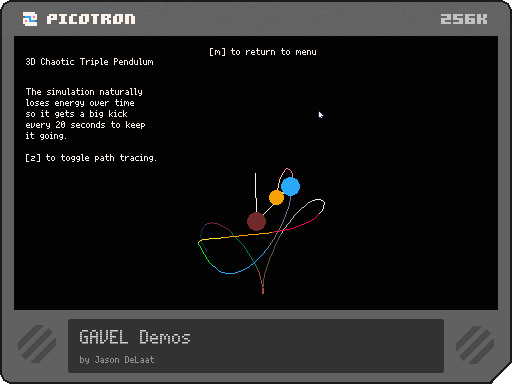 PICOTRON
256K
[m] to return to menu
3D Chaotic Triple Pendulum
The simulation naturally
loses energy over time
so it gets a big kick
every 20 seconds to keep
it going.
[z] to toggle path tracing.
GAVEL Demos
by Jason DeLaat